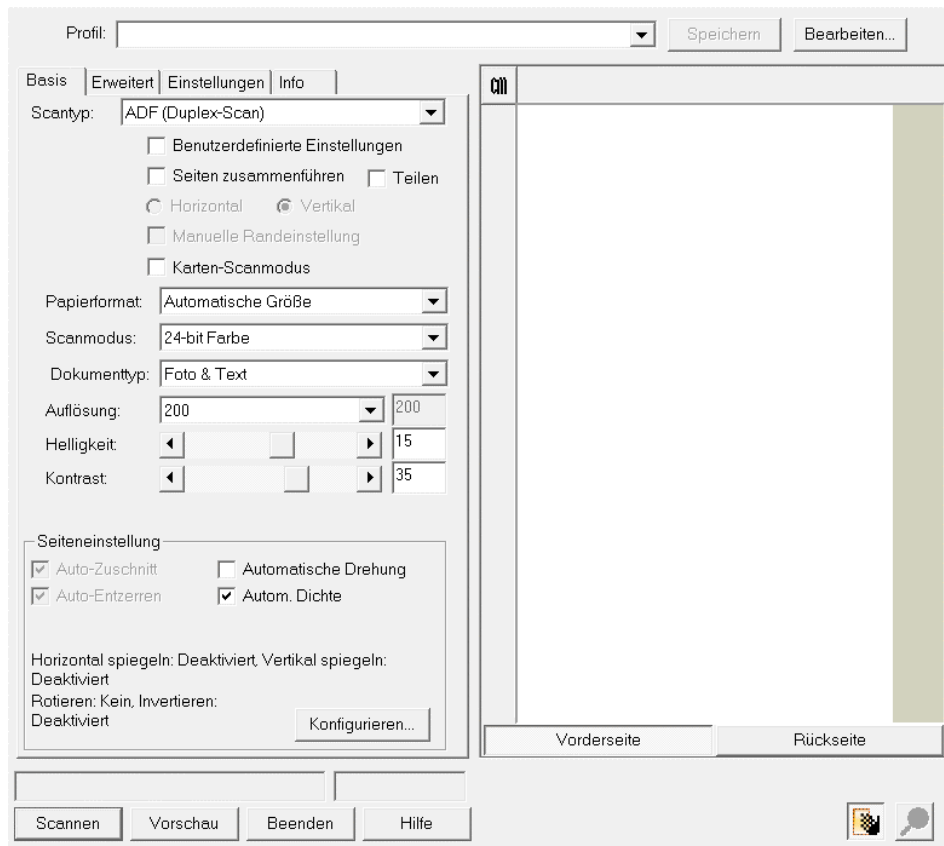 Profil:
Speichern
Bearbeiten...
Basis
Erweitert
Einstellungen
Info
Scantyp:
ADF (Duplex-Scan)
Benutzerdefinierte Einstellungen
Seiten zusammenführen
Teilen
Horizontal
Vertikal
Manuelle Randeinstellung
Karten-Scanmodus
Papierformat:
Automatische Größe
Scanmodus:
24-bit Farbe
Dokumenttyp:
Foto & Text
Auflösung:
200
200
Helligkeit:
15
Kontrast:
35
Seiteneinstellung
Auto-Zuschnitt
Automatische Drehung
Auto-Entzerren
Autom. Dichte
Horizontal spiegeln: Deaktiviert, Vertikal spiegeln:
Deaktiviert
Rotieren: Kein, Invertieren:
Deaktiviert
Konfigurieren...
cm
Vorderseite
Rückseite
Scannen
Vorschau
Beenden
Hilfe